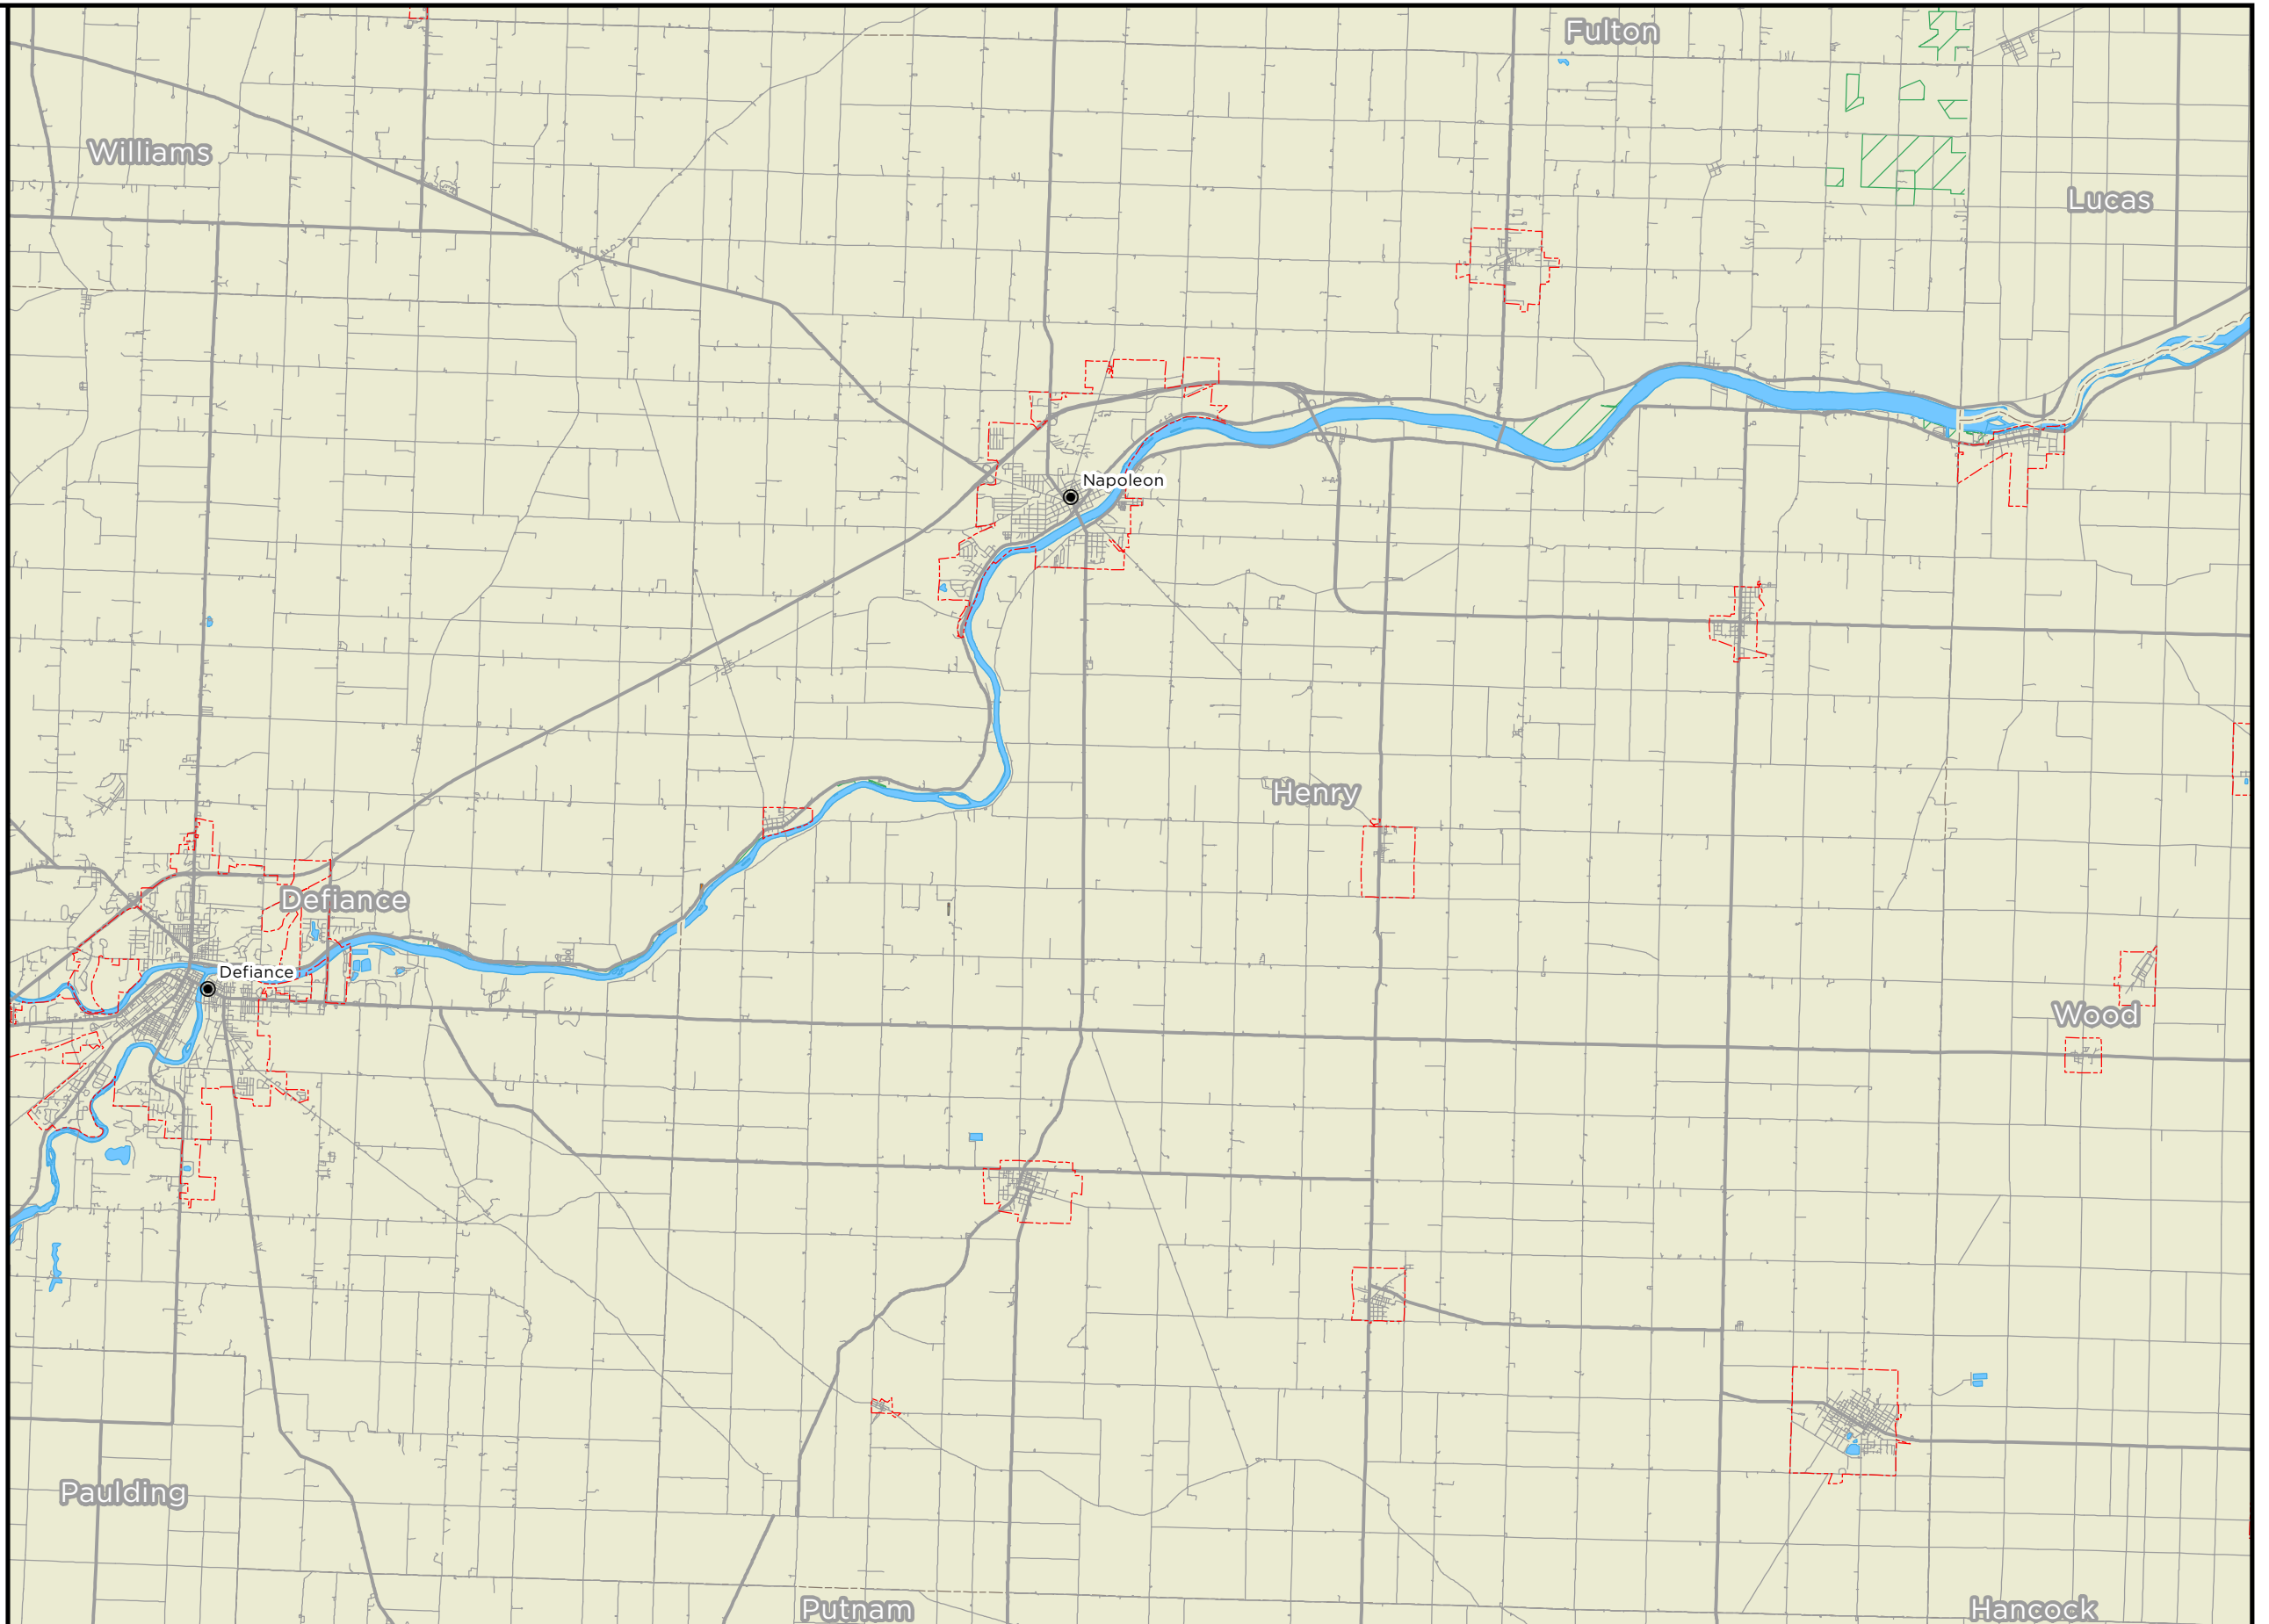 Fulton
Williams
Lucas
Napoleon
Henry
Defiance
Defiance
Wood
Paulding
Putnam
Hancock